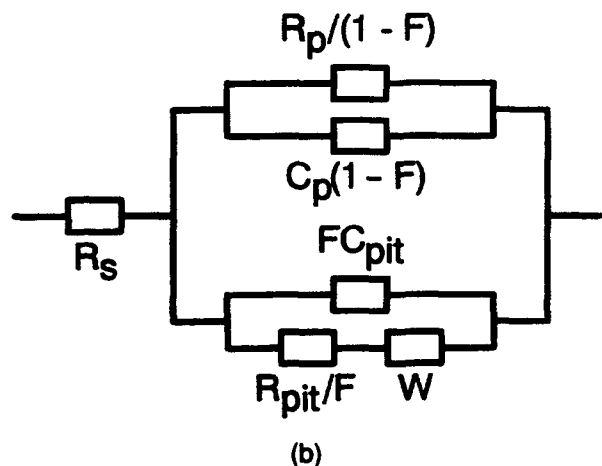 Rp/(1 - F)
Cp(1 - F)
Rs
FCpit
Rpit/F
W
(b)